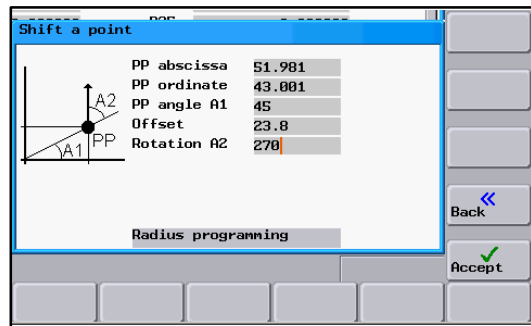 Shift a point
PP abscissa 51.981
PP ordinate 43.001
PP angle A1 45
Offset 23.8
Rotation A2 270
A2
PP
A1
Radius programming
Back
Accept